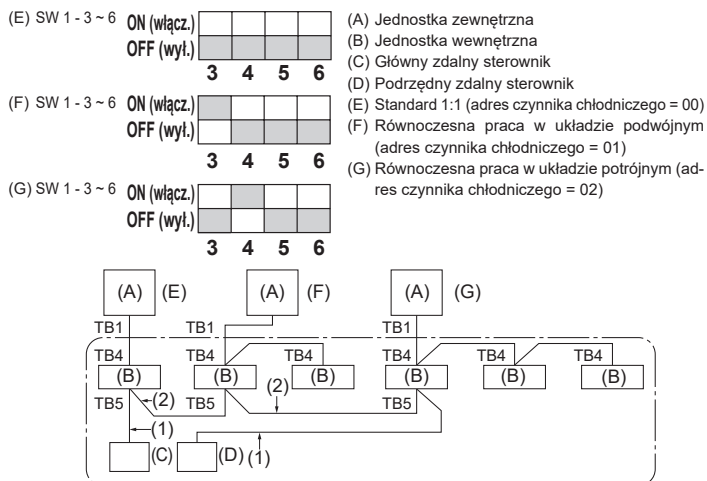 (E) SW 1 - 3 ~ 6 ON (włącz.)
OFF (wył.)
3 4 5 6
(F) SW 1 - 3 ~ 6 ON (włącz.)
OFF (wył.)
3 4 5 6
(G) SW 1 - 3 ~ 6 ON (włącz.)
OFF (wył.)
3 4 5 6
(A) Jednostka zewnętrzna
(B) Jednostka wewnętrzna
(C) Główny zdalny sterownik
(D) Podrzędny zdalny sterownik
(E) Standard 1:1 (adres czynnika chłodniczego = 00)
(F) Równoczesna praca w układzie podwójnym
(adres czynnika chłodniczego = 01)
(G) Równoczesna praca w układzie potrójnym (ad-
res czynnika chłodniczego = 02)
(A) (E) (A) (F) (A) (G)
TB1 TB1 TB1
TB4 TB4 TB4 TB4 TB4 TB4
(B) (B) (B) (B) (B) (B)
TB5 (2) TB5 (2) TB5
(1)
(C) (D) (1)